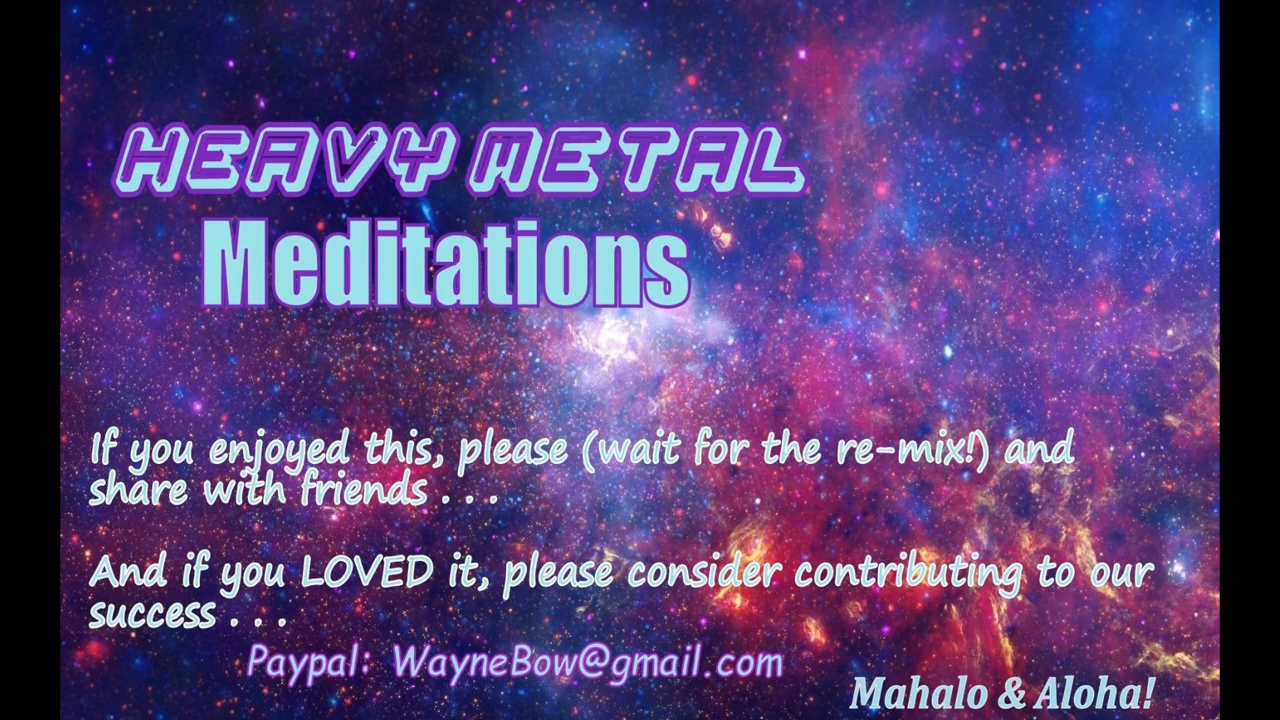 HEAVY METAL
Meditations
If you enjoyed this, please (wait for the re-mix!) and
share with friends . . .
And if you LOVED it, please consider contributing to our
success . . .
Paypal: WayneBow@gmail.com
Mahalo & Aloha!